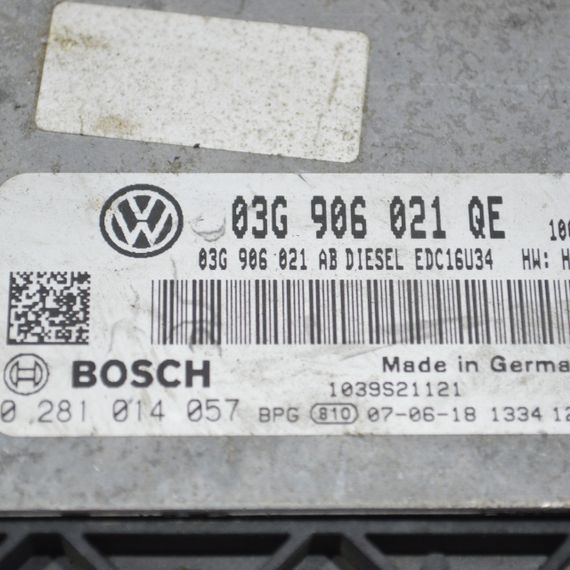 03G 906 021 QE
03G 906 021 AB DIESEL EDC16U34 HW: H
BOSCH Made in Germa
1039S21121
0 281 014 057 BPG 810 07-06-18 1334 12